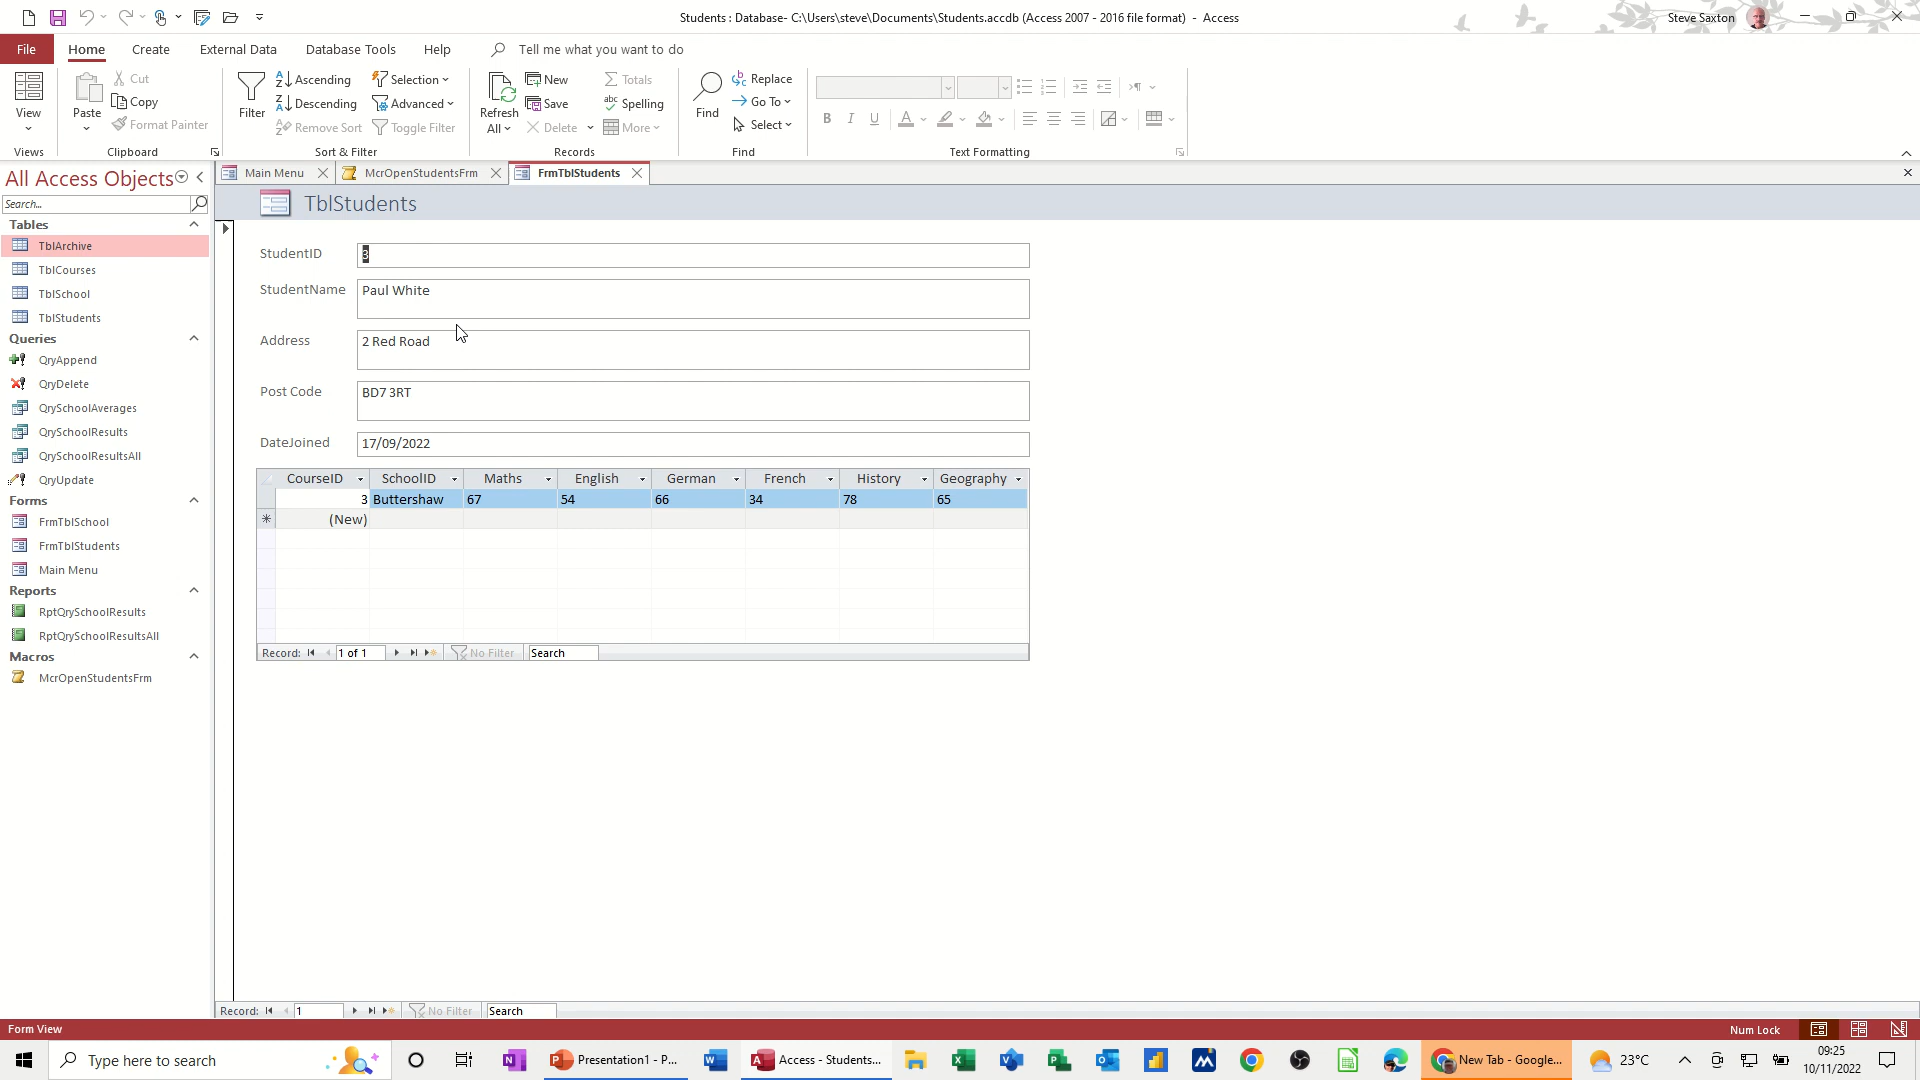 Students : Database- C:\Users\steve\Documents\Students.accdb (Access 2007 - 2016 file format) - Access
Steve Saxton
File Home Create External Data Database Tools Help Tell me what you want to do
View
Views
Paste
Cut
Copy
Format Painter
Clipboard
Filter
Ascending
Descending
Remove Sort
Selection
Advanced
Toggle Filter
Sort & Filter
Refresh
All
New
Save
Delete
Totals
Spelling
More
Records
Find
Replace
Go To
Select
Find
B I U A
Text Formatting
All Access Objects
Search...
Tables
TblArchive
TblCourses
TblSchool
TblStudents
Queries
QryAppend
QryDelete
QrySchoolAverages
QrySchoolResults
QrySchoolResultsAll
QryUpdate
Forms
FrmTblSchool
FrmTblStudents
Main Menu
Reports
RptQrySchoolResults
RptQrySchoolResultsAll
Macros
McrOpenStudentsFrm
Main Menu McrOpenStudentsFrm FrmTblStudents
TblStudents
StudentID 3
StudentName Paul White
Address 2 Red Road
Post Code BD7 3RT
DateJoined 17/09/2022
CourseID SchoolID Maths English German French History Geography
3 Buttershaw 67 54 66 34 78 65
(New)
Record: 1 of 1 No Filter Search
Record: 1 No Filter Search
Form View Num Lock
Type here to search Presentation1 - P... Access - Students... New Tab - Google... 23°C 09:25
10/11/2022